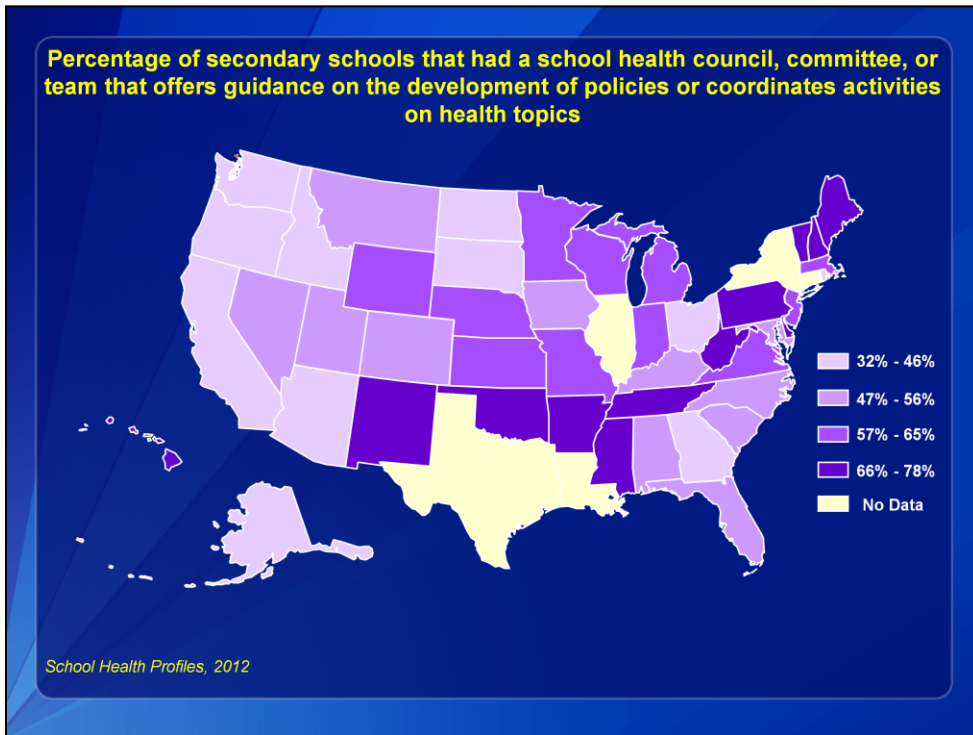 Percentage of secondary schools that had a school health council, committee, or
team that offers guidance on the development of policies or coordinates activities
on health topics
32% - 46%
47% - 56%
57% - 65%
66% - 78%
No Data
School Health Profiles, 2012